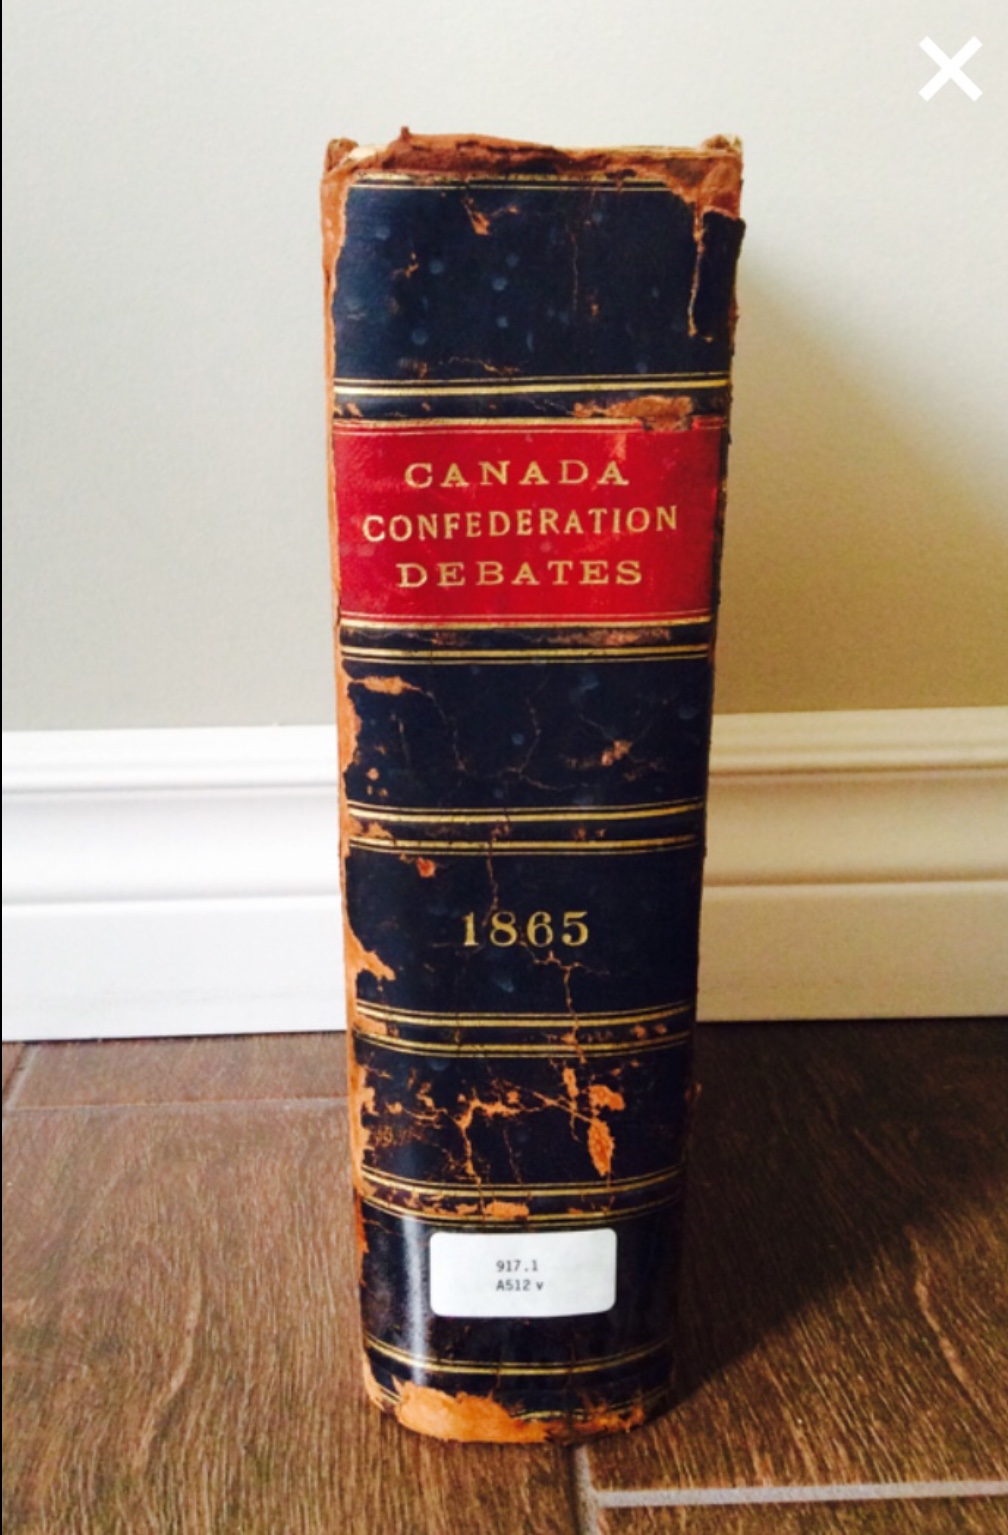 CANADA
CONFEDERATION
DEBATES
1865
917.1
A512 v